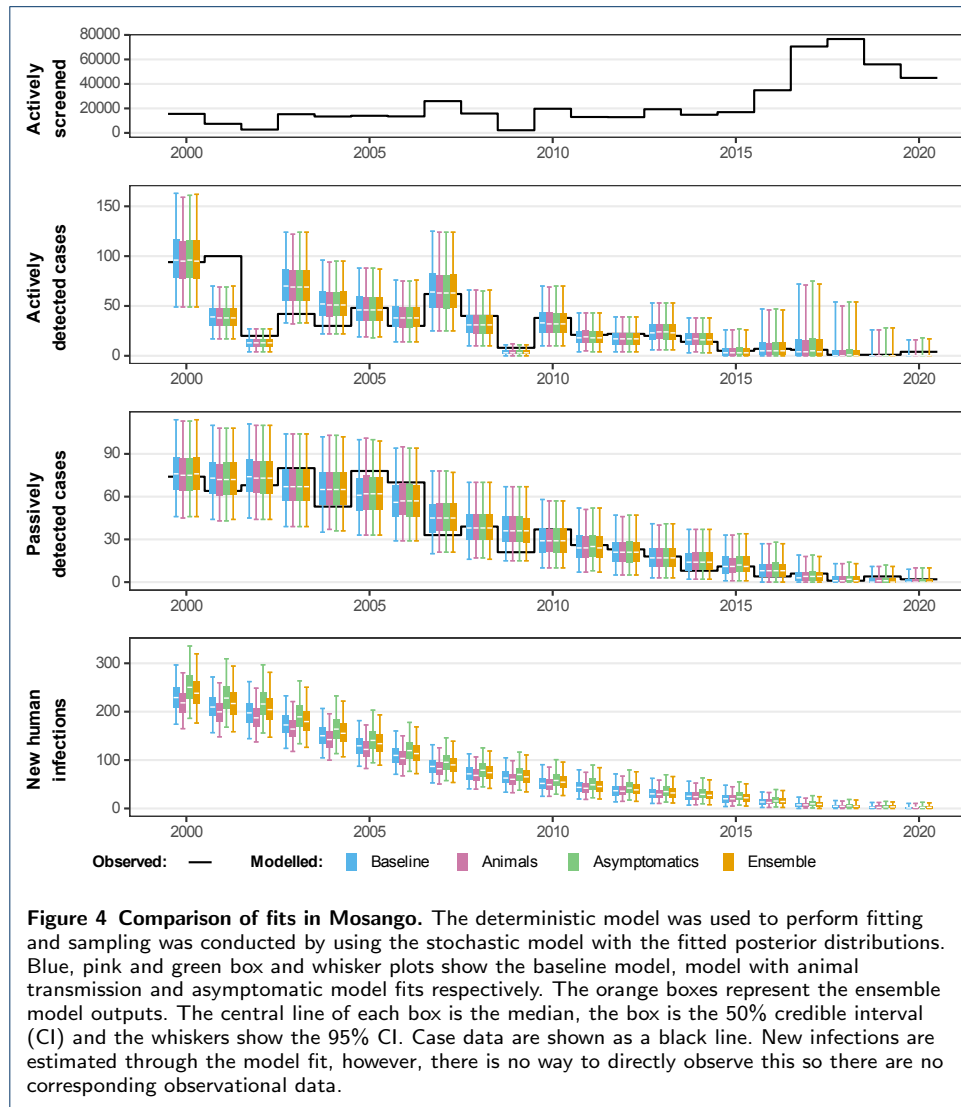 80000
60000
40000
20000
0
Actively
screened
2000
2005
2010
2015
2020
150
100
50
0
Actively
detected cases
2000
2005
2010
2015
2020
90
60
30
0
Passively
detected cases
2000
2005
2010
2015
2020
300
200
100
0
New human
infections
2000
2005
2010
2015
2020
Observed: Modelled: Baseline Animals Asymptomatics Ensemble
Figure 4 Comparison of fits in Mosango. The deterministic model was used to perform fitting
and sampling was conducted by using the stochastic model with the fitted posterior distributions.
Blue, pink and green box and whisker plots show the baseline model, model with animal
transmission and asymptomatic model fits respectively. The orange boxes represent the ensemble
model outputs. The central line of each box is the median, the box is the 50% credible interval
(CI) and the whiskers show the 95% CI. Case data are shown as a black line. New infections are
estimated through the model fit, however, there is no way to directly observe this so there are no
corresponding observational data.